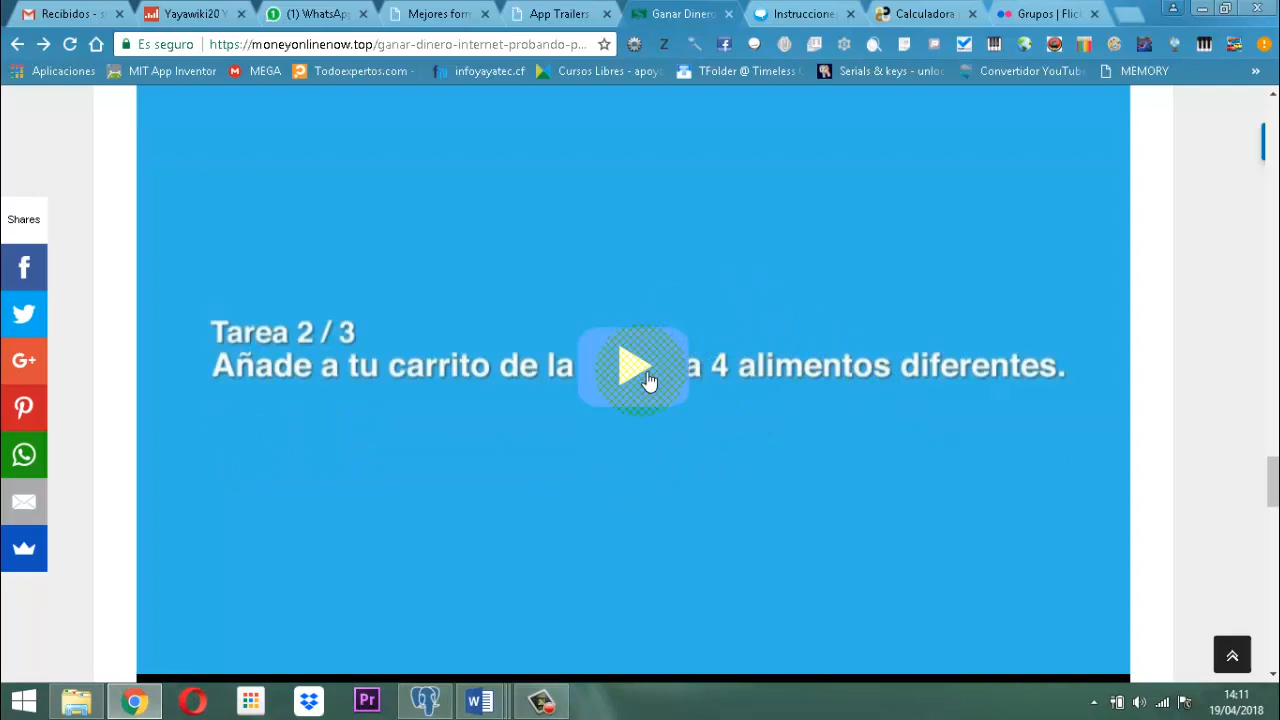 Recibidos - s
Yayawiki20 Y
(1) WhatsAp
Mejores form
App Trailers
Ganar Dinero
Instruccione
Calculadora
Grupos | Flic
Es seguro
https://moneyonlinenow.top/ganar-dinero-internet-probando-p...
Aplicaciones
MIT App Inventor
MEGA
Todoexpertos.com -
infoyayatec.cf
Cursos Libres - apoy
TFolder @ Timeless
Serials & keys - unlo
Convertidor YouTub
MEMORY
»
Shares
Tarea 2 / 3
Añade a tu carrito de la a 4 alimentos diferentes.
14:11
19/04/2018